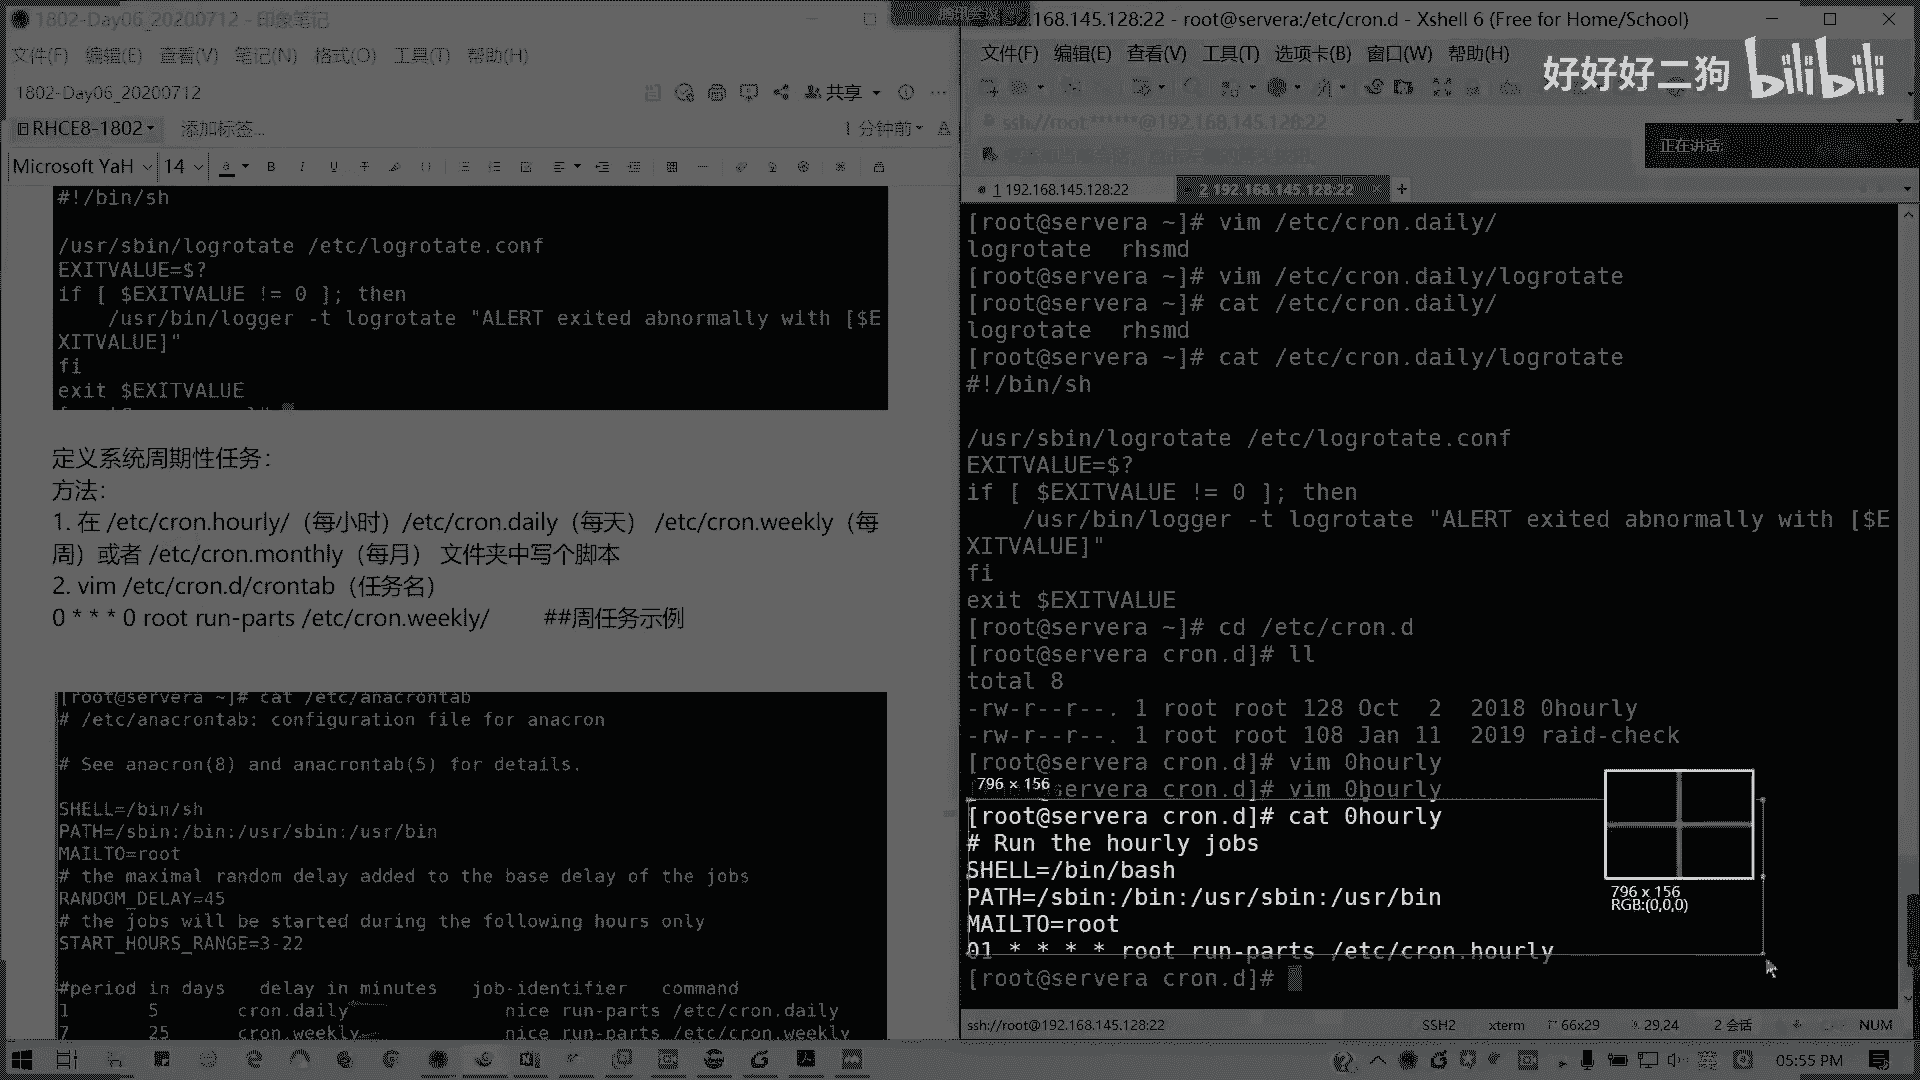 1802-Day06_20200712 - 印象笔记
文件(F) 编辑(E) 查看(V) 笔记(N) 格式(O) 工具(T) 帮助(H)
1802-Day06_20200712
共享
RHCE8-1802
添加标签...
1 分钟前
Microsoft YaH 14
#!/bin/sh
/usr/sbin/logrotate /etc/logrotate.conf
EXITVALUE=$?
if [ $EXITVALUE != 0 ]; then
/usr/bin/logger -t logrotate "ALERT exited abnormally with [$E
XITVALUE]"
fi
exit $EXITVALUE
定义系统周期性任务：
方法：
1. 在 /etc/cron.hourly/（每小时）/etc/cron.daily（每天） /etc/cron.weekly（每
周）或者 /etc/cron.monthly（每月） 文件夹中写个脚本
2. vim /etc/cron.d/crontab（任务名）
0 * * * 0 root run-parts /etc/cron.weekly/ ##周任务示例
[root@servera ~]# cat /etc/anacrontab
# /etc/anacrontab: configuration file for anacron
# See anacron(8) and anacrontab(5) for details.
SHELL=/bin/sh
PATH=/sbin:/bin:/usr/sbin:/usr/bin
MAILTO=root
# the maximal random delay added to the base delay of the jobs
RANDOM_DELAY=45
# the jobs will be started during the following hours only
START_HOURS_RANGE=3-22
#period in days delay in minutes job-identifier command
1 5 cron.daily nice run-parts /etc/cron.daily
7 25 cron.weekly nice run-parts /etc/cron.weekly
192.168.145.128:22 - root@servera:/etc/cron.d - Xshell 6 (Free for Home/School)
文件(F) 编辑(E) 查看(V) 工具(T) 选项卡(B) 窗口(W) 帮助(H)
好好好二狗 bilibili
ssh://root:******@192.168.145.128:22
正在讲话:
1 192.168.145.128:22
2 192.168.145.128:22
[root@servera ~]# vim /etc/cron.daily/
logrotate rhsmd
[root@servera ~]# vim /etc/cron.daily/logrotate
[root@servera ~]# cat /etc/cron.daily/
logrotate rhsmd
[root@servera ~]# cat /etc/cron.daily/logrotate
#!/bin/sh
/usr/sbin/logrotate /etc/logrotate.conf
EXITVALUE=$?
if [ $EXITVALUE != 0 ]; then
/usr/bin/logger -t logrotate "ALERT exited abnormally with [$E
XITVALUE]"
fi
exit $EXITVALUE
[root@servera ~]# cd /etc/cron.d
[root@servera cron.d]# ll
total 8
-rw-r--r--. 1 root root 128 Oct 2 2018 0hourly
-rw-r--r--. 1 root root 108 Jan 11 2019 raid-check
[root@servera cron.d]# vim 0hourly
796 × 156
servera cron.d]# vim 0hourly
[root@servera cron.d]# cat 0hourly
# Run the hourly jobs
SHELL=/bin/bash
PATH=/sbin:/bin:/usr/sbin:/usr/bin
MAILTO=root
01 * * * * root run-parts /etc/cron.hourly
[root@servera cron.d]#
796 x 156
RGB:(0,0,0)
ssh://root@192.168.145.128:22 SSH2 xterm 66x29 29,24 2 会话 NUM
05:55 PM